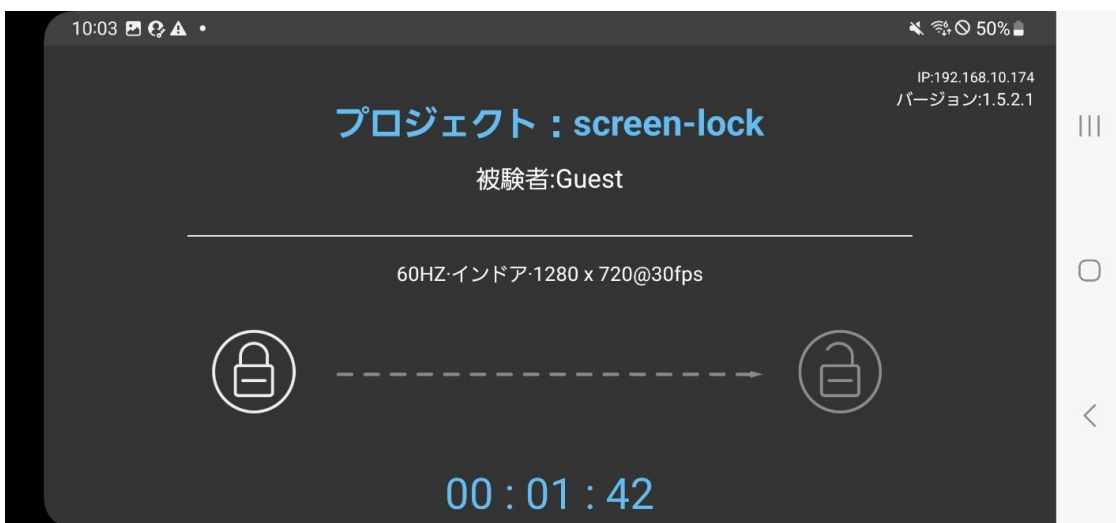 10:03 50%
IP:192.168.10.174
バージョン:1.5.2.1
プロジェクト：screen-lock
被験者:Guest
60HZ·インドア·1280 x 720@30fps
00 : 01 : 42